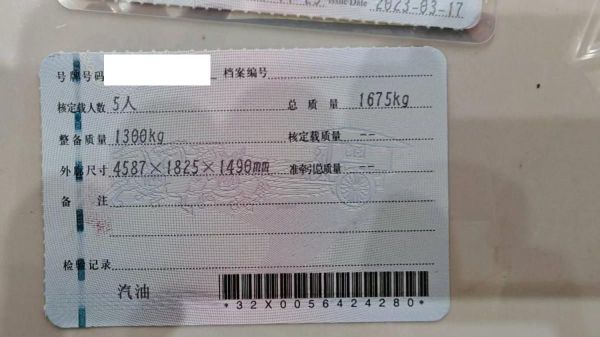 Issue Date 2023-03-17
号牌号码 档案编号
核定载人数 5人 总质量 1675kg
整备质量 1300kg 核定载质量 --
外廓尺寸 4587×1825×1490mm 准牵引总质量 --
备注
检验记录
汽油
*32X0056424280*